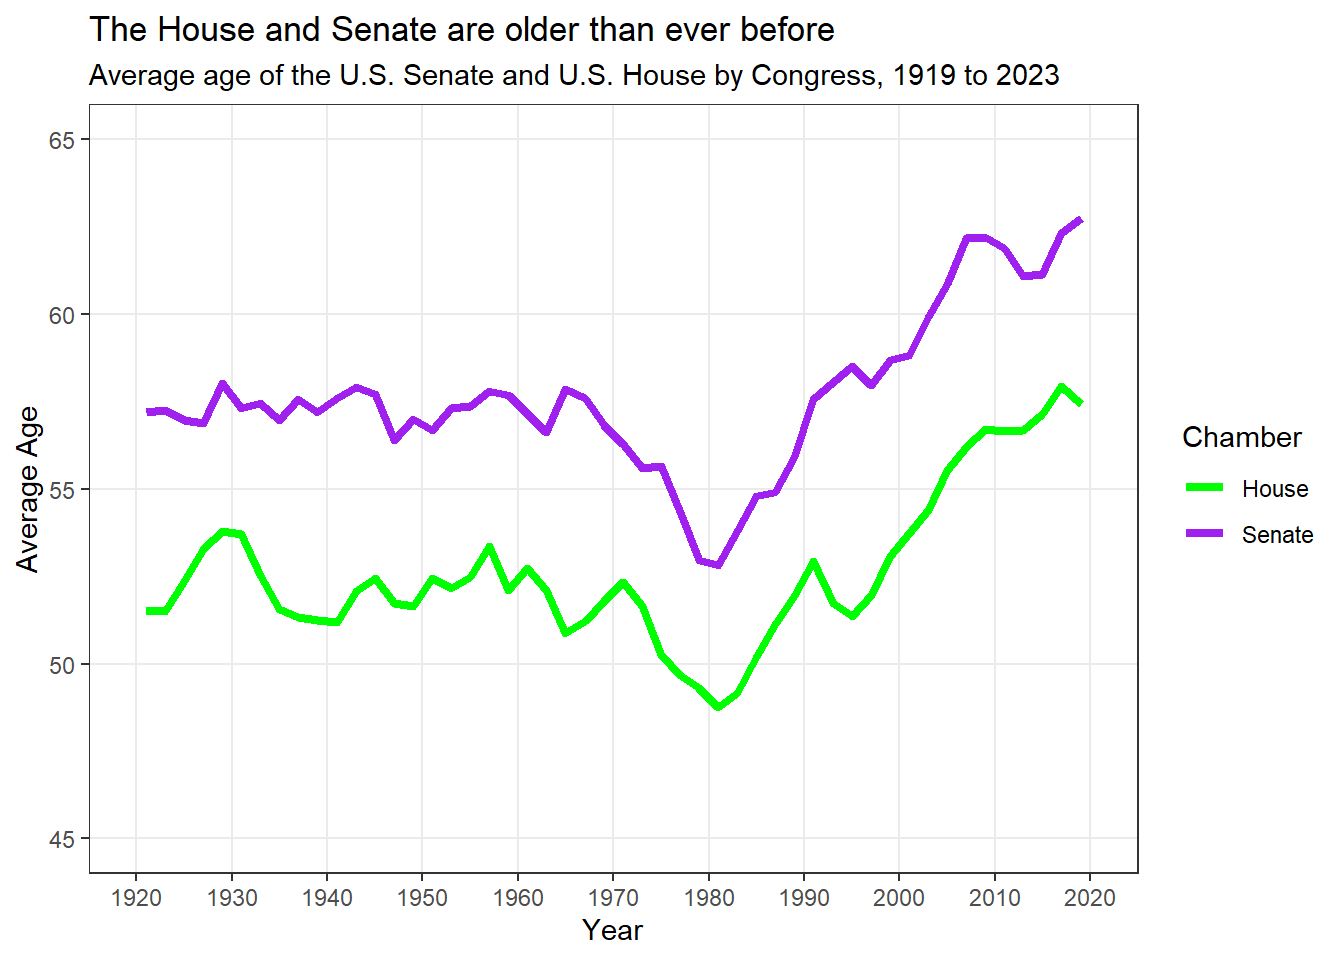 The House and Senate are older than ever before
Average age of the U.S. Senate and U.S. House by Congress, 1919 to 2023
65
60
55
50
45
Average Age
1920 1930 1940 1950 1960 1970 1980 1990 2000 2010 2020
Year
Chamber
House
Senate